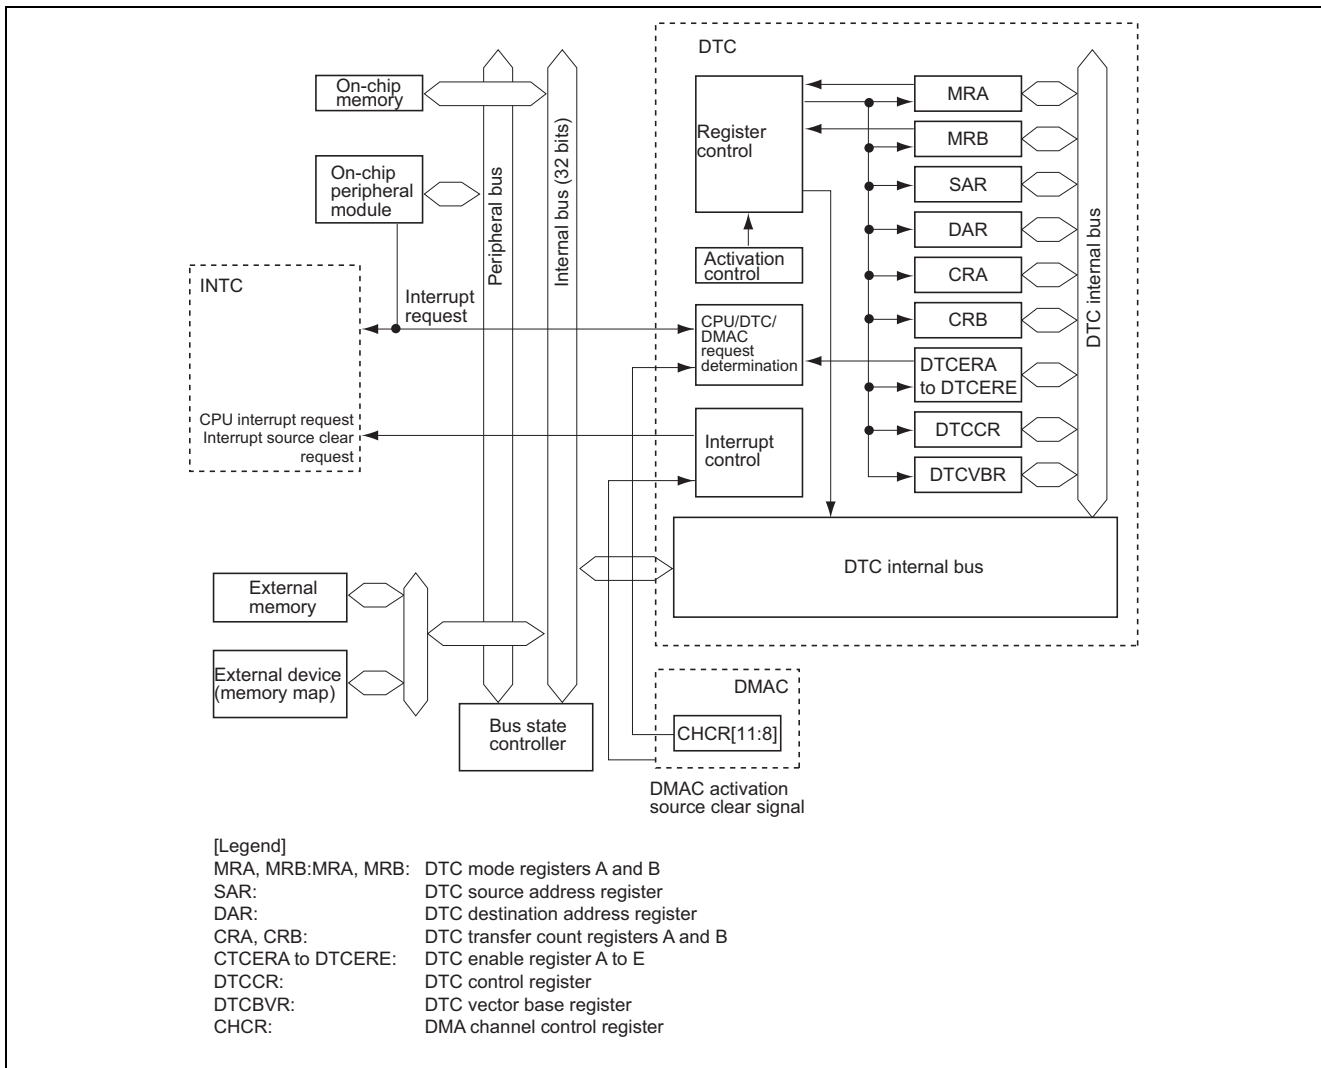 DTC
On-chip
memory
Register
control
MRA
MRB
SAR
DAR
CRA
CRB
DTCERA
to DTCERE
DTCCR
DTCVBR
DTC internal bus
On-chip
peripheral
module
Peripheral bus
Internal bus (32 bits)
Activation
control
INTC
Interrupt
request
CPU/DTC/
DMAC
request
determination
CPU interrupt request
Interrupt source clear
request
Interrupt
control
DTC internal bus
External
memory
External device
(memory map)
Bus state
controller
DMAC
CHCR[11:8]
DMAC activation
source clear signal
[Legend]
MRA, MRB:MRA, MRB: DTC mode registers A and B
SAR: DTC source address register
DAR: DTC destination address register
CRA, CRB: DTC transfer count registers A and B
CTCERA to DTCERE: DTC enable register A to E
DTCCR: DTC control register
DTCBVR: DTC vector base register
CHCR: DMA channel control register